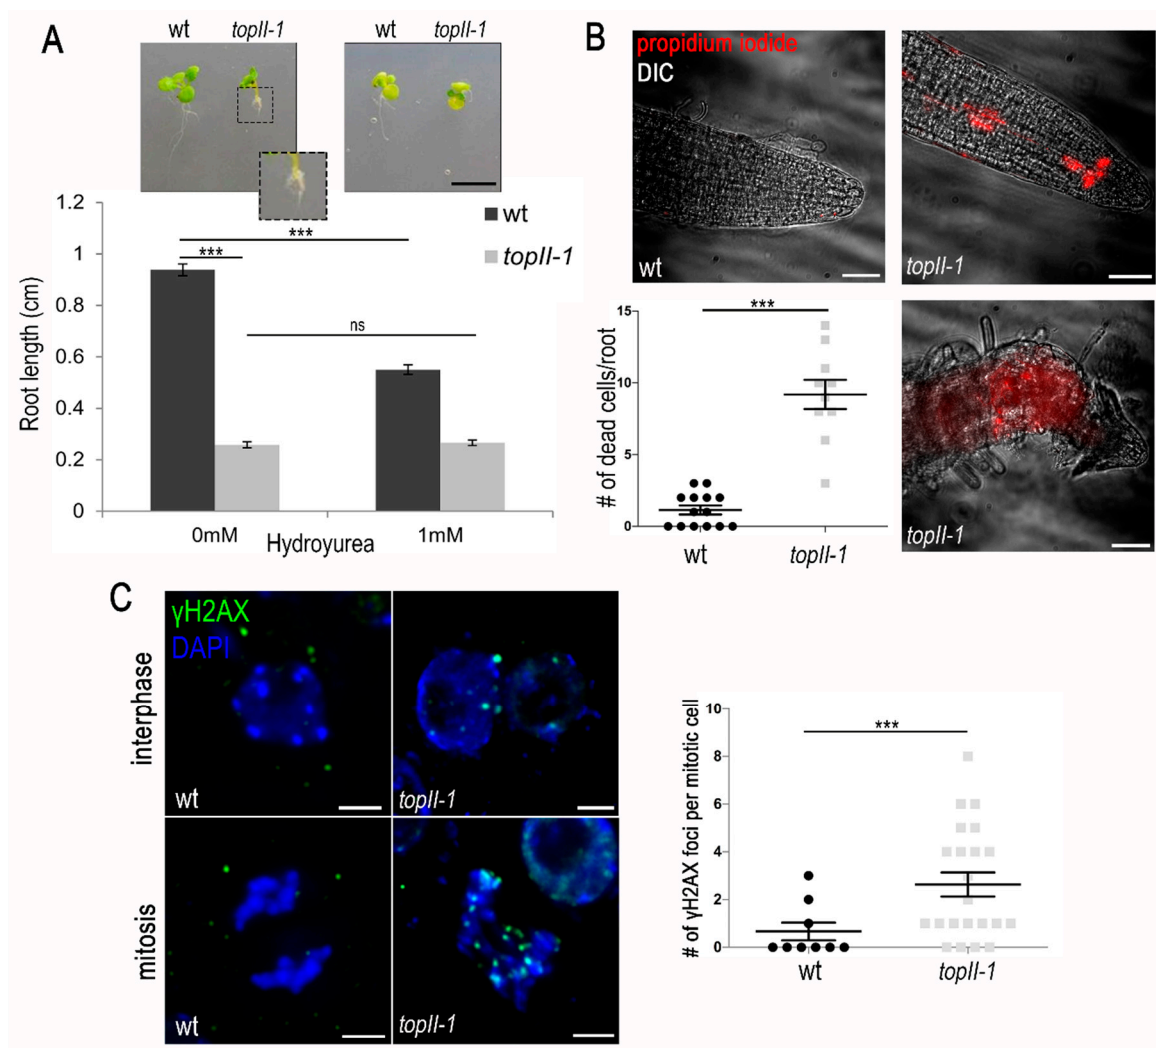 A
wt topII-1
wt topII-1
1.2
1
0.8
0.6
0.4
0.2
0
Root length (cm)
***
***
ns
wt
topII-1
0mM
1mM
Hydroyurea
B
propidium iodide
DIC
wt
topII-1
15
10
5
0
# of dead cells/root
***
wt
topII-1
topII-1
C
γH2AX
DAPI
interphase
wt
topII-1
mitosis
wt
topII-1
10
8
6
4
2
0
# of γH2AX foci per mitotic cell
***
wt
topII-1